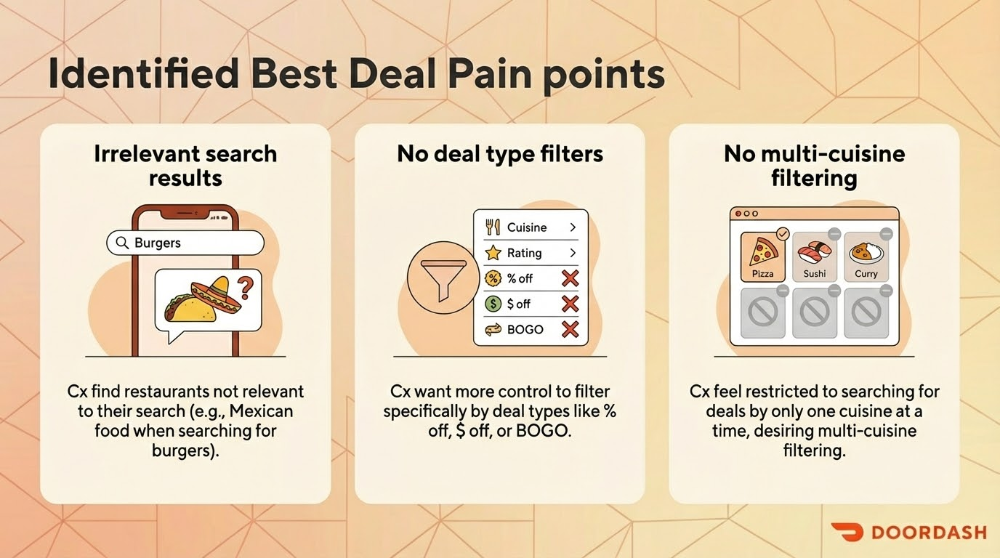 Identified Best Deal Pain points
Irrelevant search
results
Burgers
?
Cx find restaurants not relevant
to their search (e.g., Mexican
food when searching for
burgers).
No deal type filters
Cuisine
Rating
% off
$ off
BOGO
Cx want more control to filter
specifically by deal types like %
off, $ off, or BOGO.
No multi-cuisine
filtering
Pizza
Sushi
Curry
Cx feel restricted to searching for
deals by only one cuisine at a
time, desiring multi-cuisine
filtering.
DOORDASH